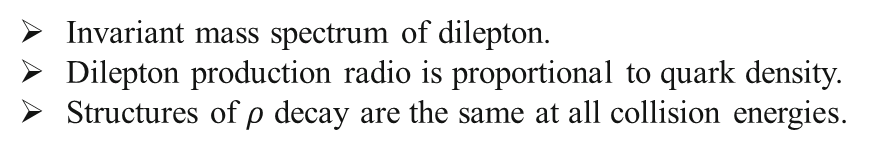 ➢ Invariant mass spectrum of dilepton.
➢ Dilepton production radio is proportional to quark density.
➢ Structures of ρ decay are the same at all collision energies.